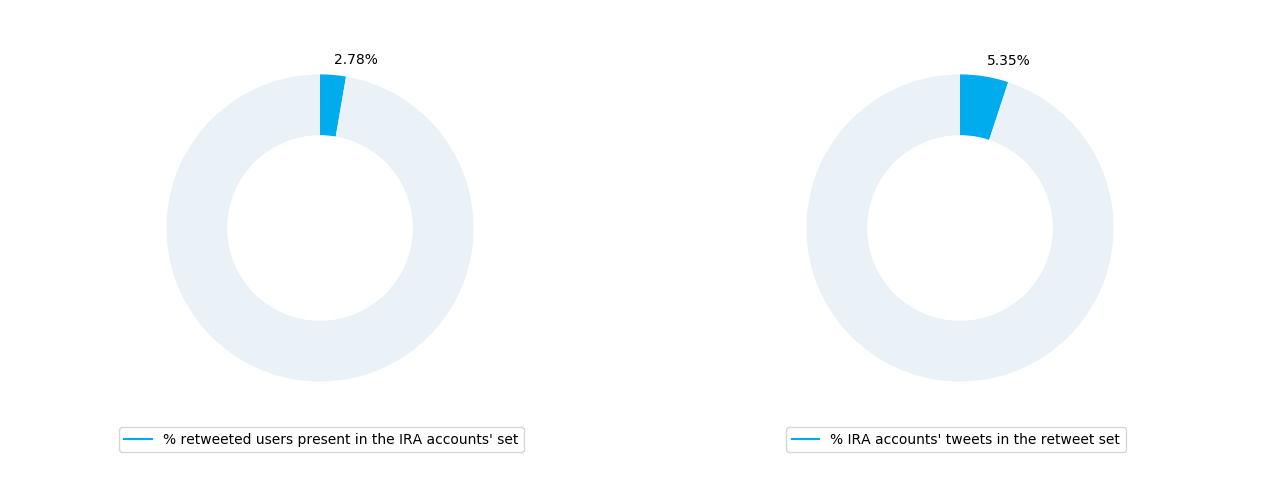 2.78%
5.35%
% retweeted users present in the IRA accounts' set
% IRA accounts' tweets in the retweet set